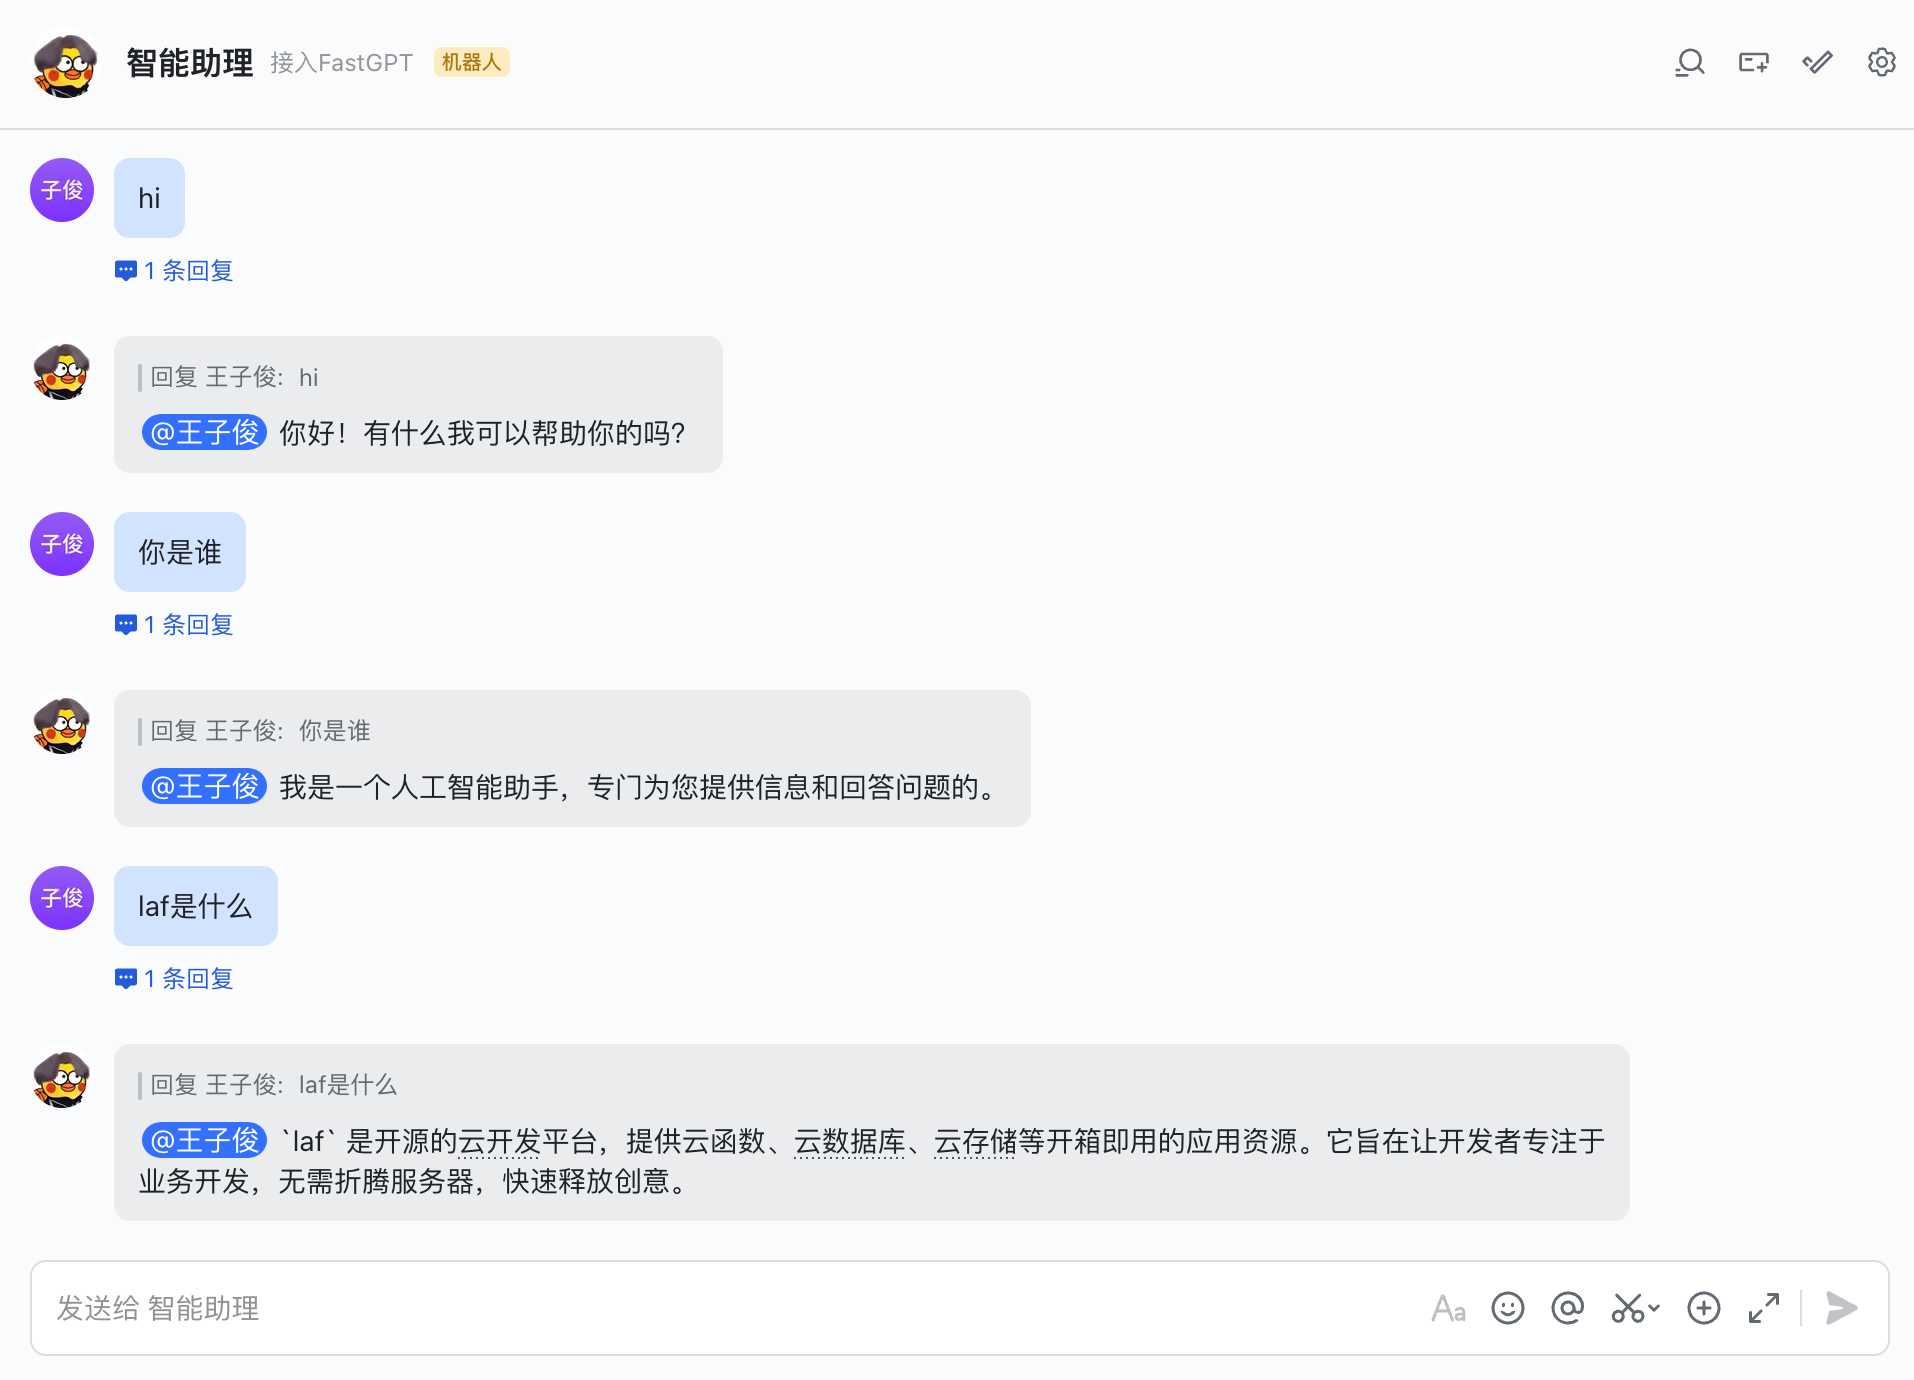 智能助理 接入FastGPT 机器人
子俊
hi
1 条回复
回复 王子俊: hi
@王子俊 你好！有什么我可以帮助你的吗?
子俊
你是谁
1 条回复
回复 王子俊: 你是谁
@王子俊 我是一个人工智能助手，专门为您提供信息和回答问题的。
子俊
laf是什么
1 条回复
回复 王子俊: laf是什么
@王子俊 `laf` 是开源的云开发平台，提供云函数、云数据库、云存储等开箱即用的应用资源。它旨在让开发者专注于
业务开发，无需折腾服务器，快速释放创意。
发送给 智能助理
Aa